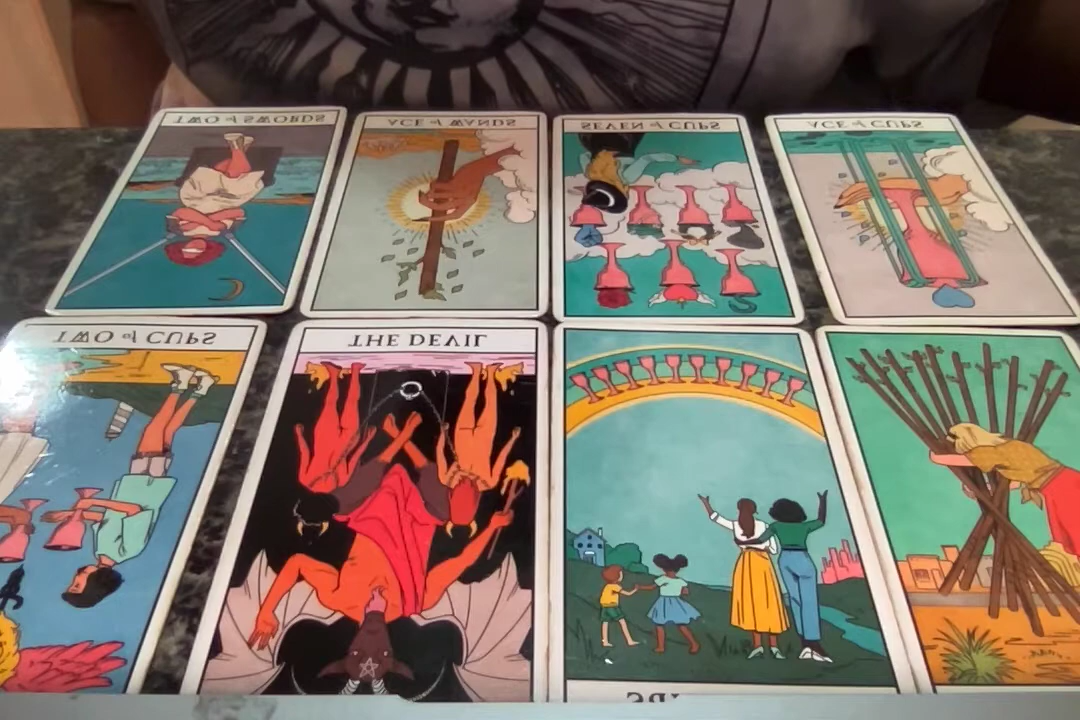 TWO of SWORDS
ACE of WANDS
SEVEN of CUPS
ACE of CUPS
TWO of CUPS
THE DEVIL